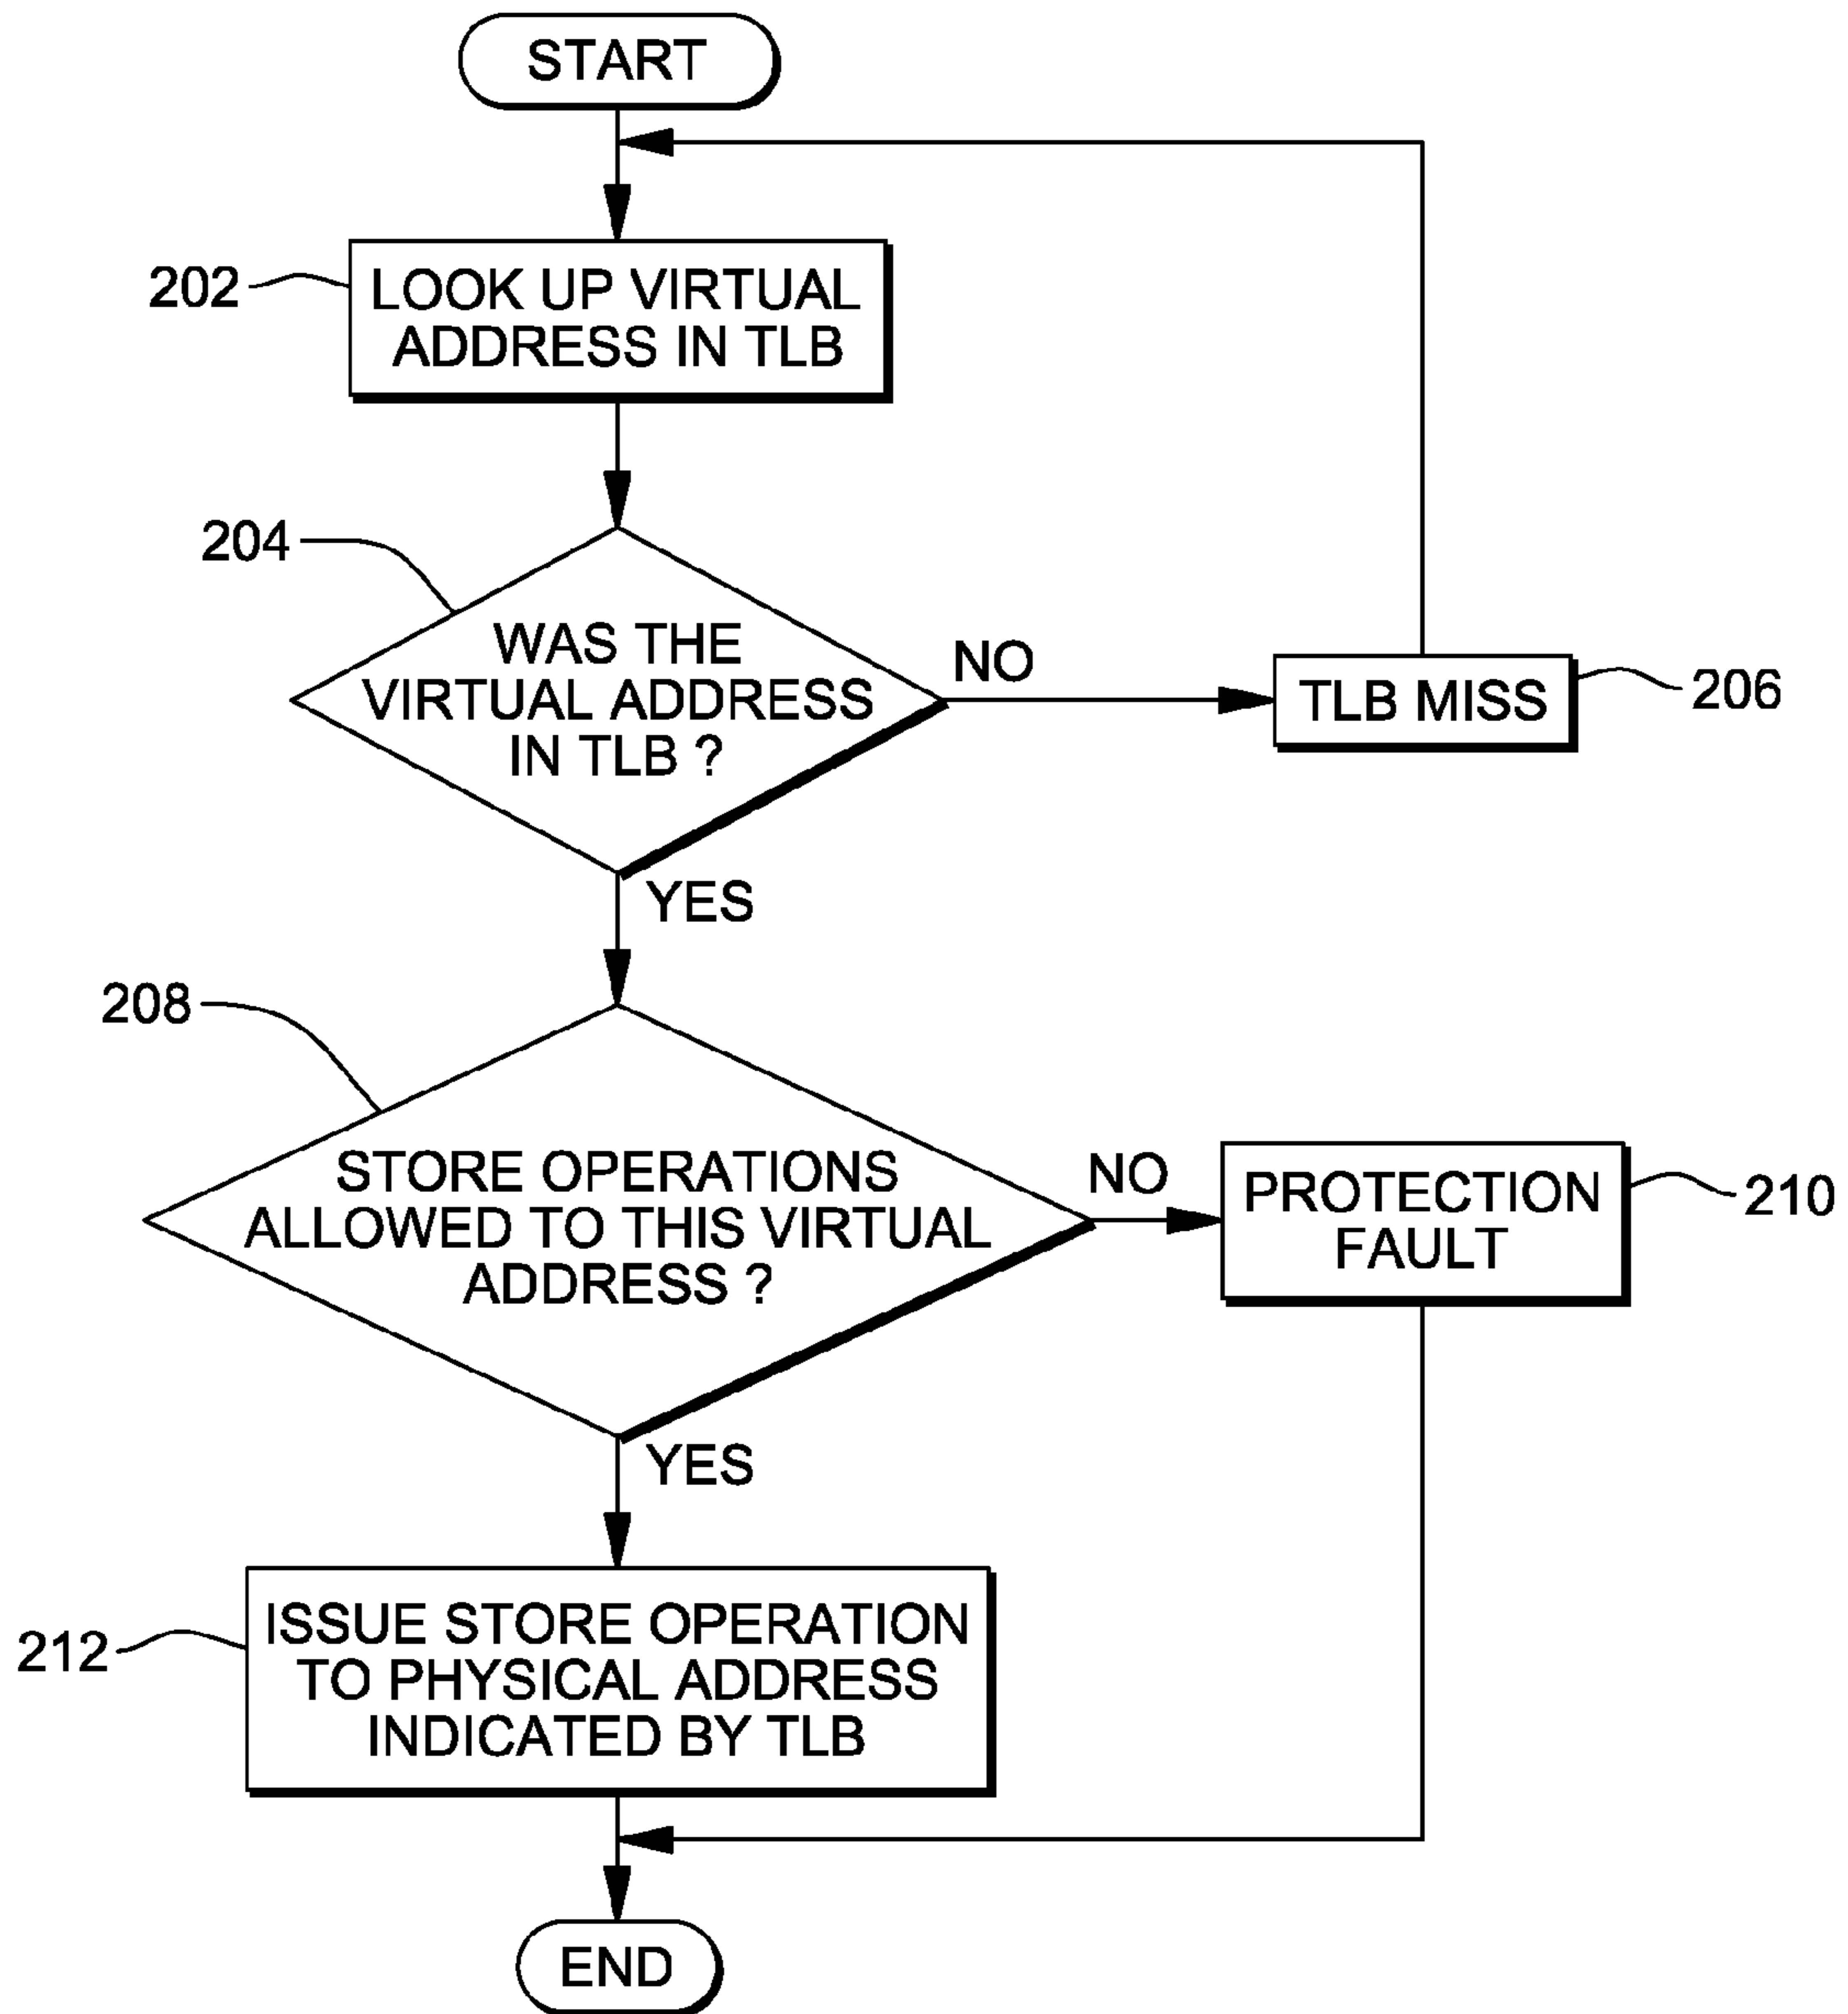 START
202
LOOK UP VIRTUAL
ADDRESS IN TLB
204
WAS THE
VIRTUAL ADDRESS
IN TLB ?
NO
TLB MISS
206
YES
208
STORE OPERATIONS
ALLOWED TO THIS VIRTUAL
ADDRESS ?
NO
PROTECTION
FAULT
210
YES
212
ISSUE STORE OPERATION
TO PHYSICAL ADDRESS
INDICATED BY TLB
END